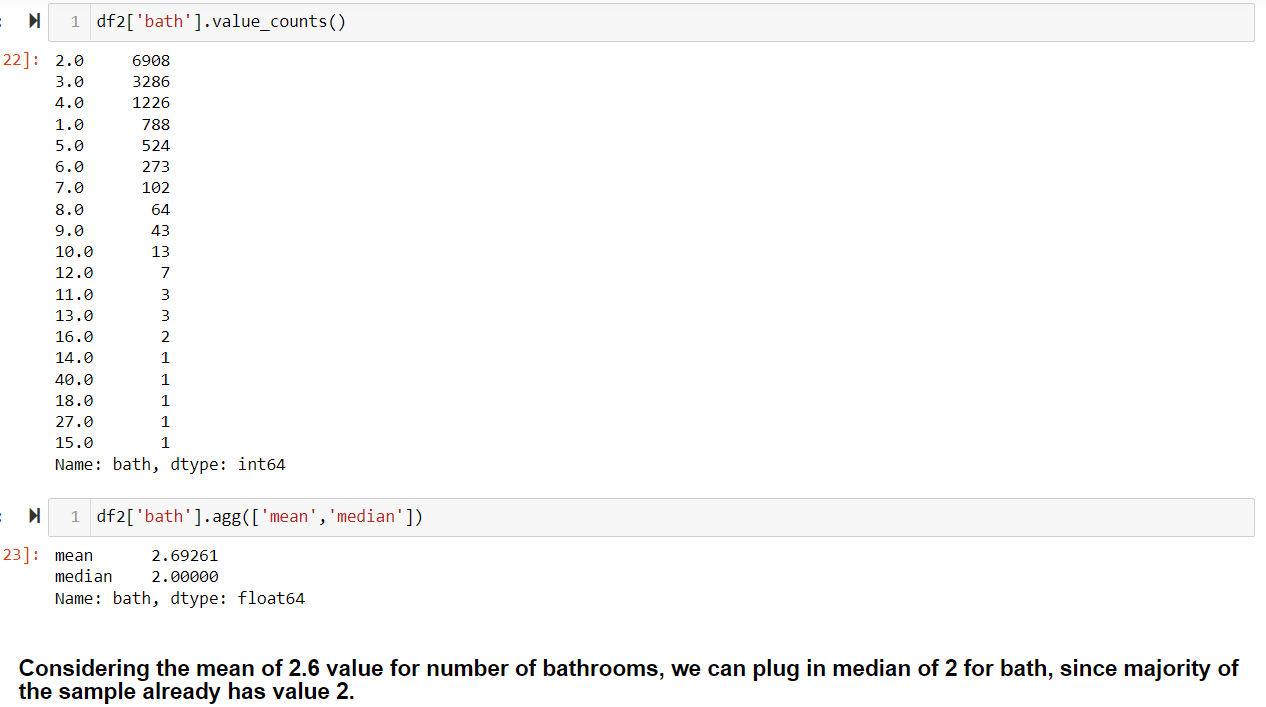 1 df2['bath'].value_counts()
22]: 2.0 6908
3.0 3286
4.0 1226
1.0 788
5.0 524
6.0 273
7.0 102
8.0 64
9.0 43
10.0 13
12.0 7
11.0 3
13.0 3
16.0 2
14.0 1
40.0 1
18.0 1
27.0 1
15.0 1
Name: bath, dtype: int64
1 df2['bath'].agg(['mean','median'])
23]: mean 2.69261
median 2.00000
Name: bath, dtype: float64
Considering the mean of 2.6 value for number of bathrooms, we can plug in median of 2 for bath, since majority of
the sample already has value 2.